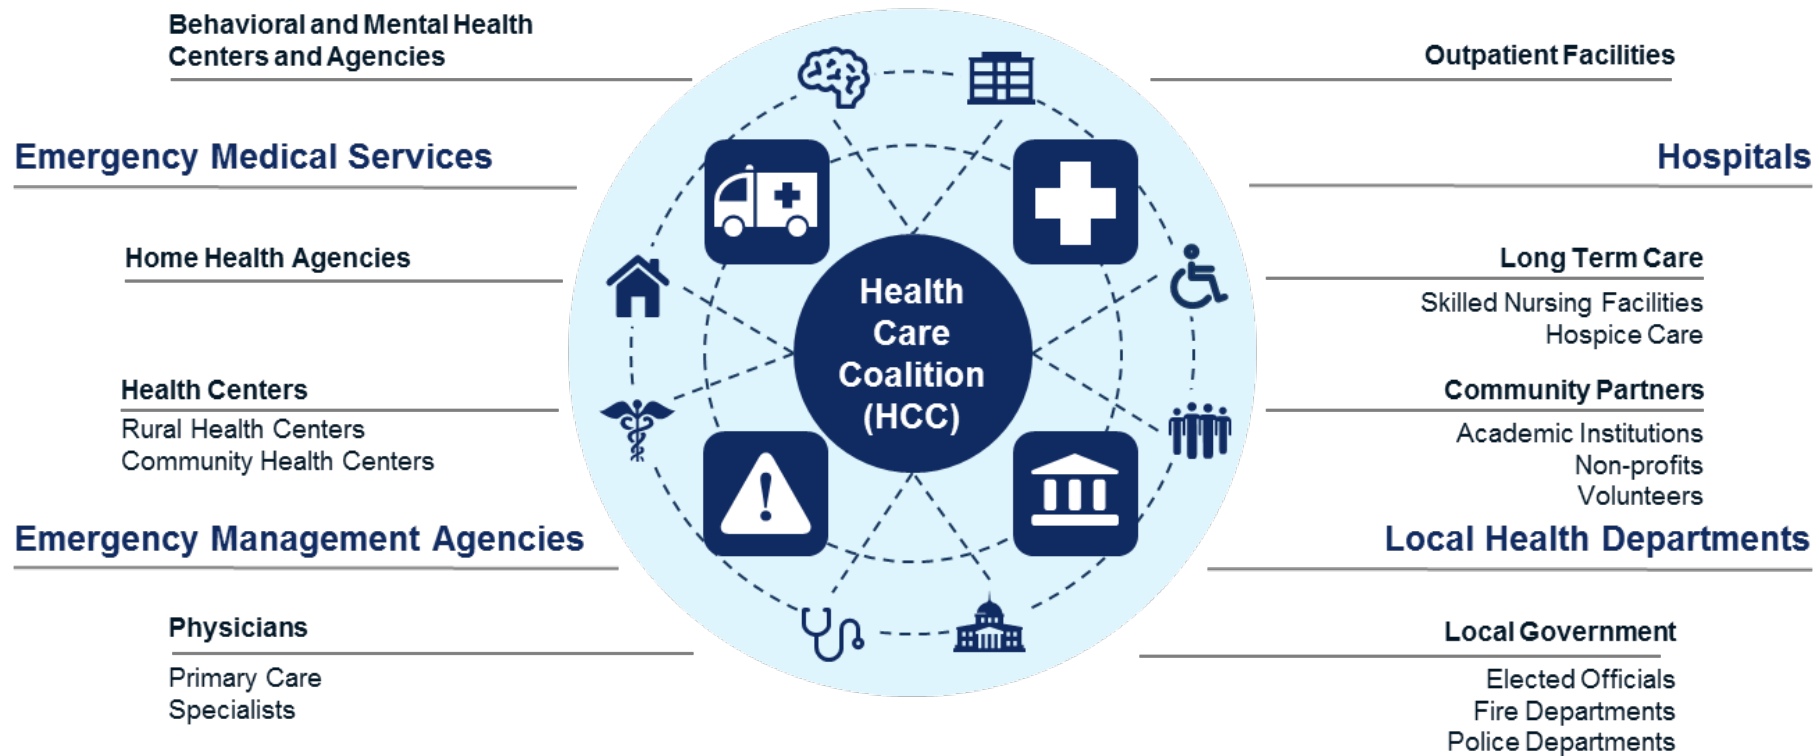 Behavioral and Mental Health
Centers and Agencies
Emergency Medical Services
Home Health Agencies
Health Centers
Rural Health Centers
Community Health Centers
Emergency Management Agencies
Physicians
Primary Care
Specialists
Health
Care
Coalition
(HCC)
Outpatient Facilities
Hospitals
Long Term Care
Skilled Nursing Facilities
Hospice Care
Community Partners
Academic Institutions
Non-profits
Volunteers
Local Health Departments
Local Government
Elected Officials
Fire Departments
Police Departments